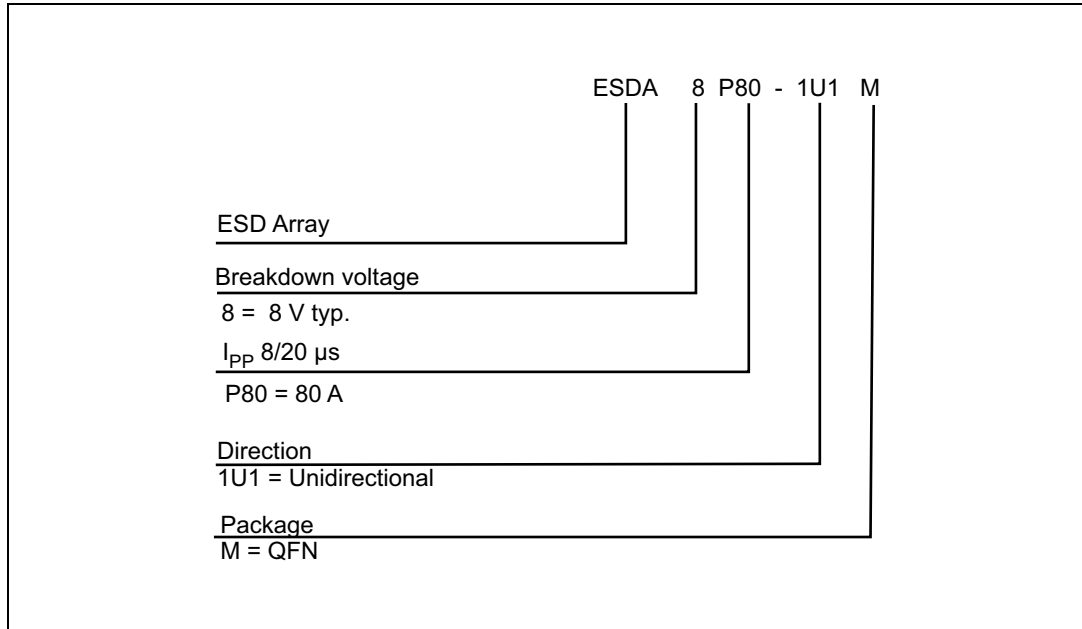 ESDA 8 P80 - 1U1 M
ESD Array
Breakdown voltage
8 = 8 V typ.
IPP 8/20 µs
P80 = 80 A
Direction
1U1 = Unidirectional
Package
M = QFN